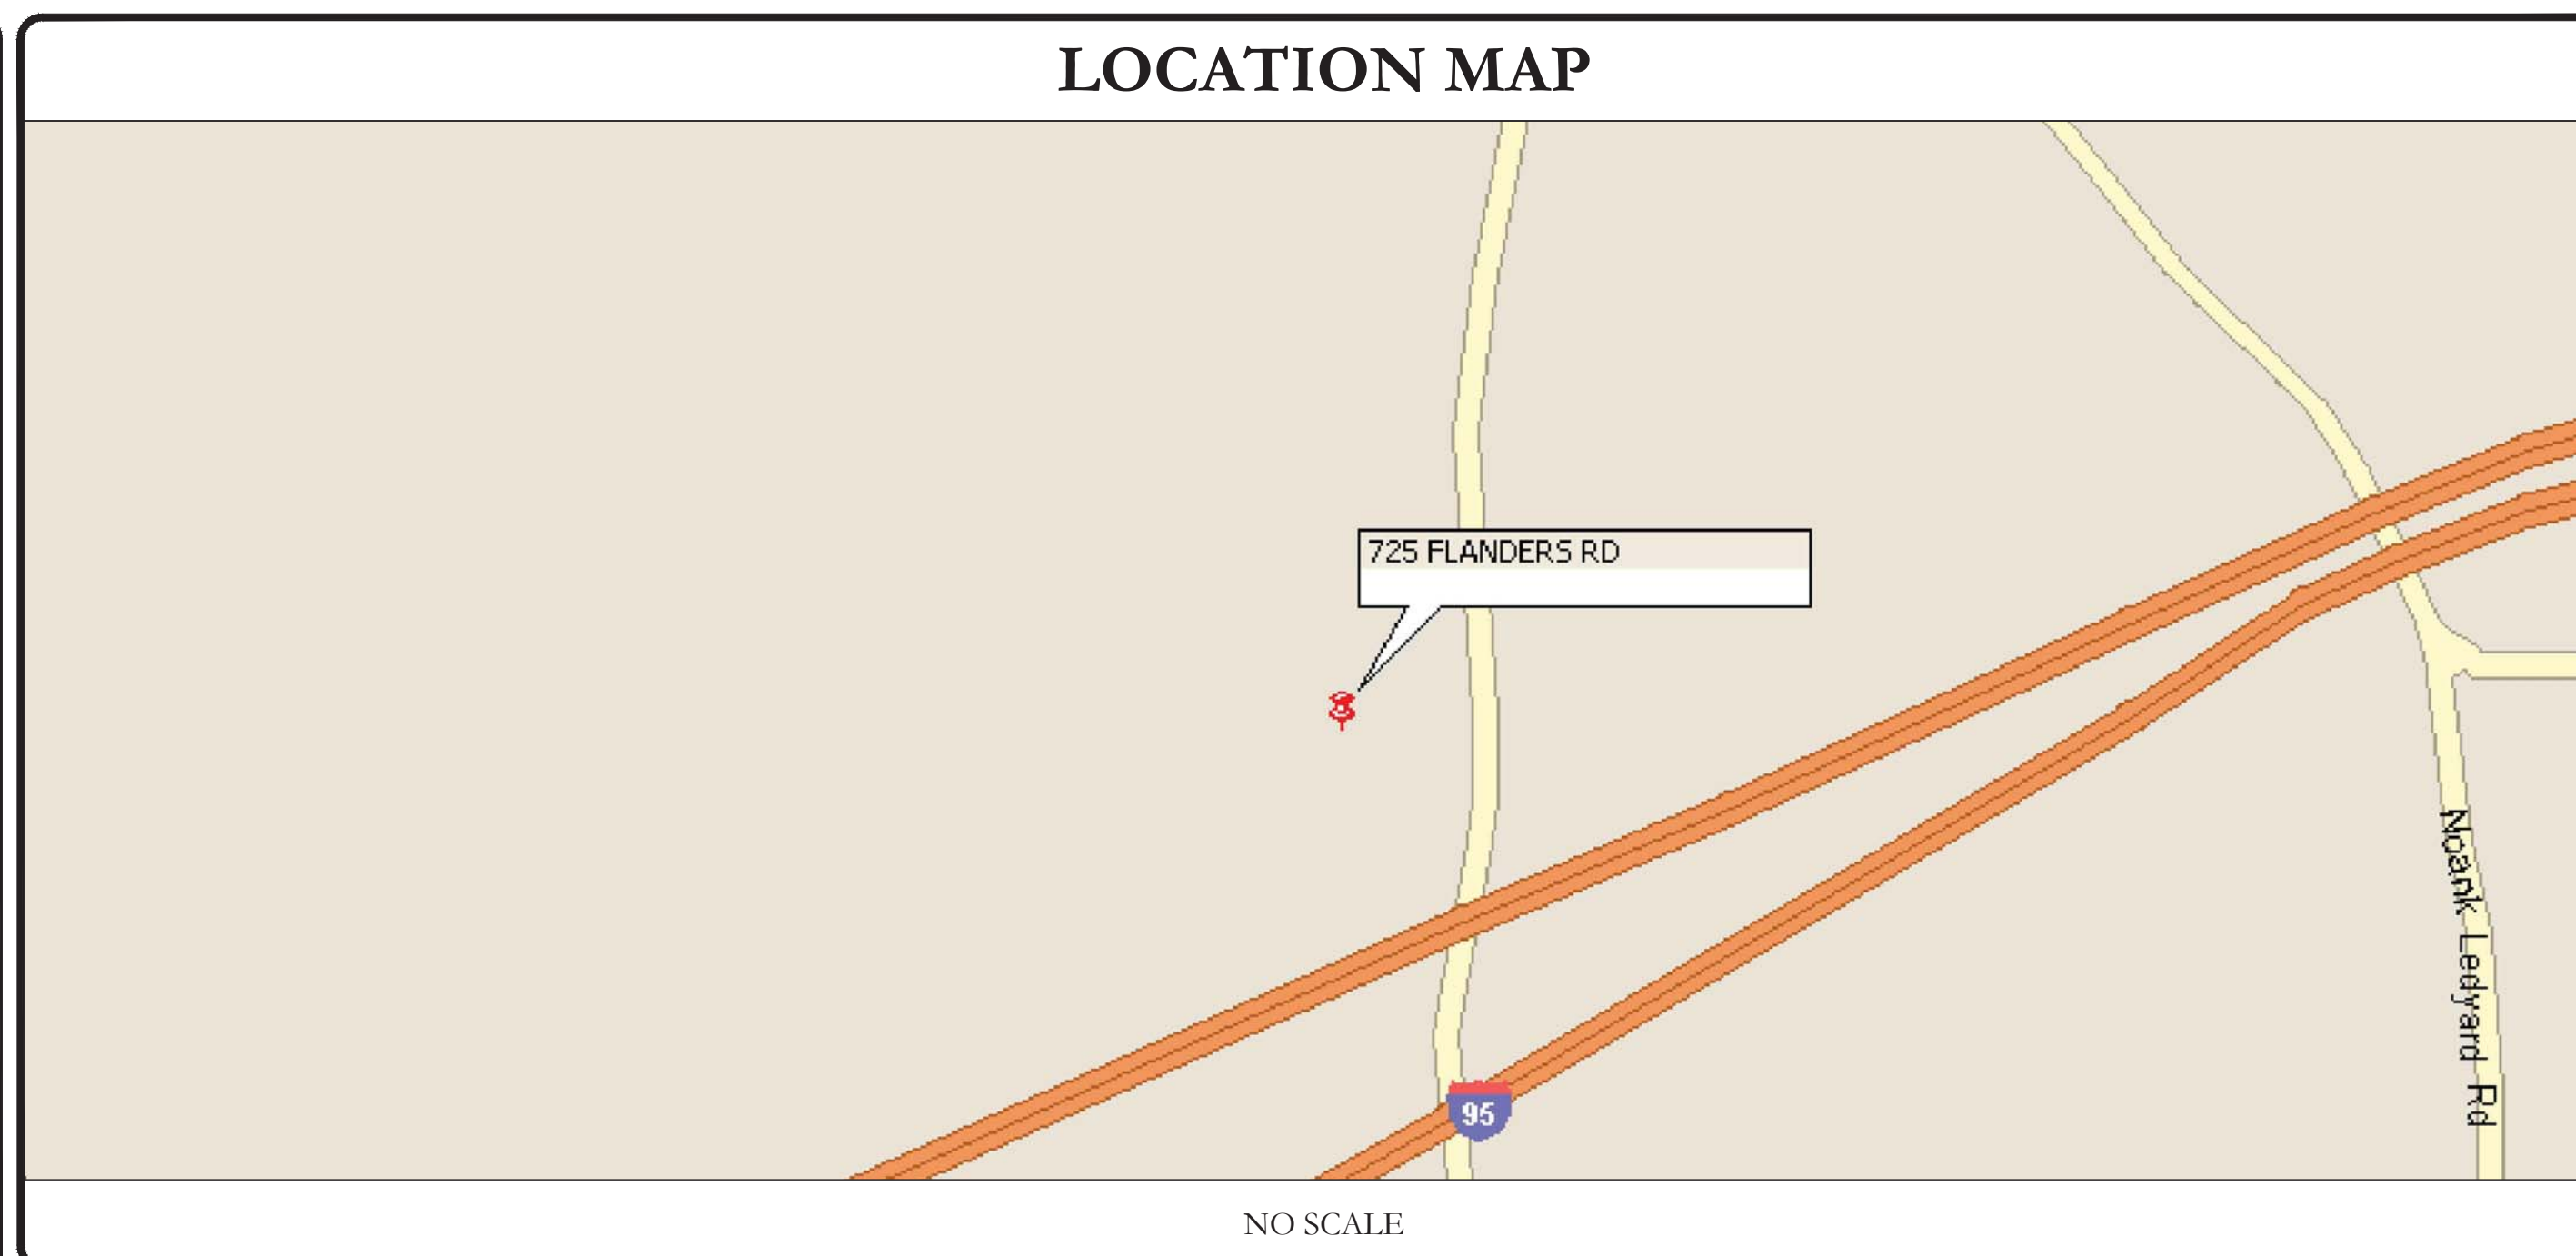 LOCATION MAP
725 FLANDERS RD
95
Noank Ledyard Rd
NO SCALE